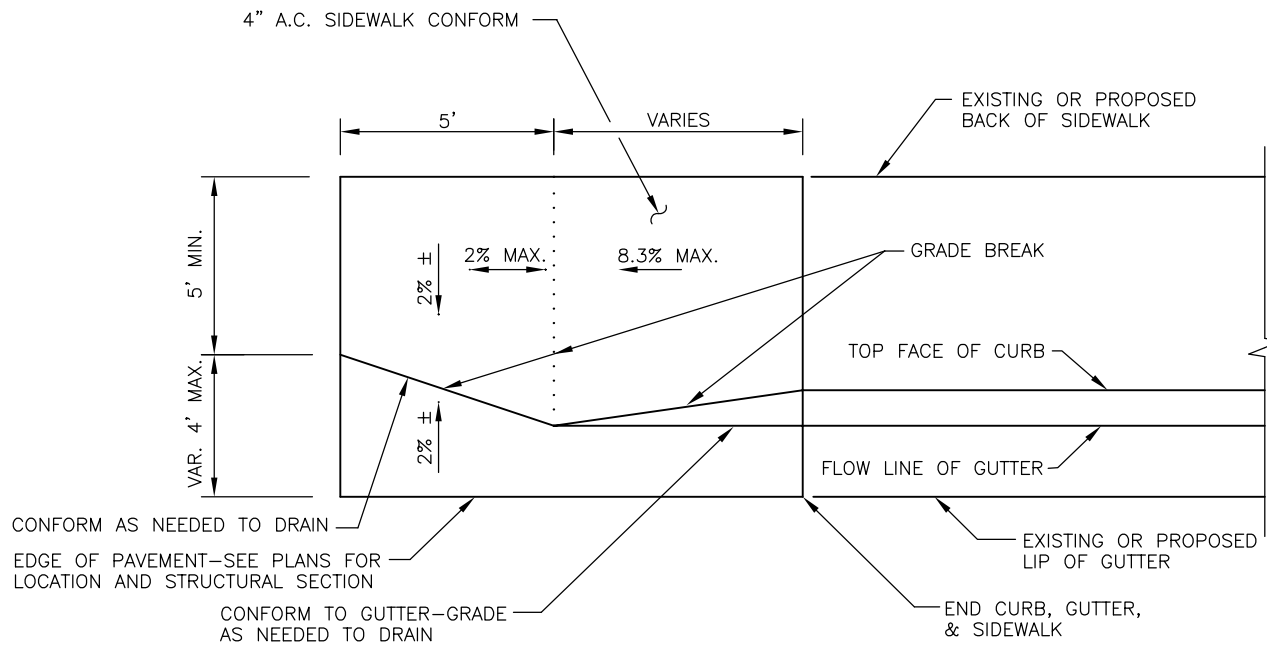 4" A.C. SIDEWALK CONFORM
EXISTING OR PROPOSED
BACK OF SIDEWALK
5'
VARIES
5' MIN.
2% ±
2% MAX.
8.3% MAX.
GRADE BREAK
TOP FACE OF CURB
VAR. 4' MAX.
2% ±
FLOW LINE OF GUTTER
CONFORM AS NEEDED TO DRAIN
EDGE OF PAVEMENT-SEE PLANS FOR
LOCATION AND STRUCTURAL SECTION
EXISTING OR PROPOSED
LIP OF GUTTER
CONFORM TO GUTTER-GRADE
AS NEEDED TO DRAIN
END CURB, GUTTER,
& SIDEWALK